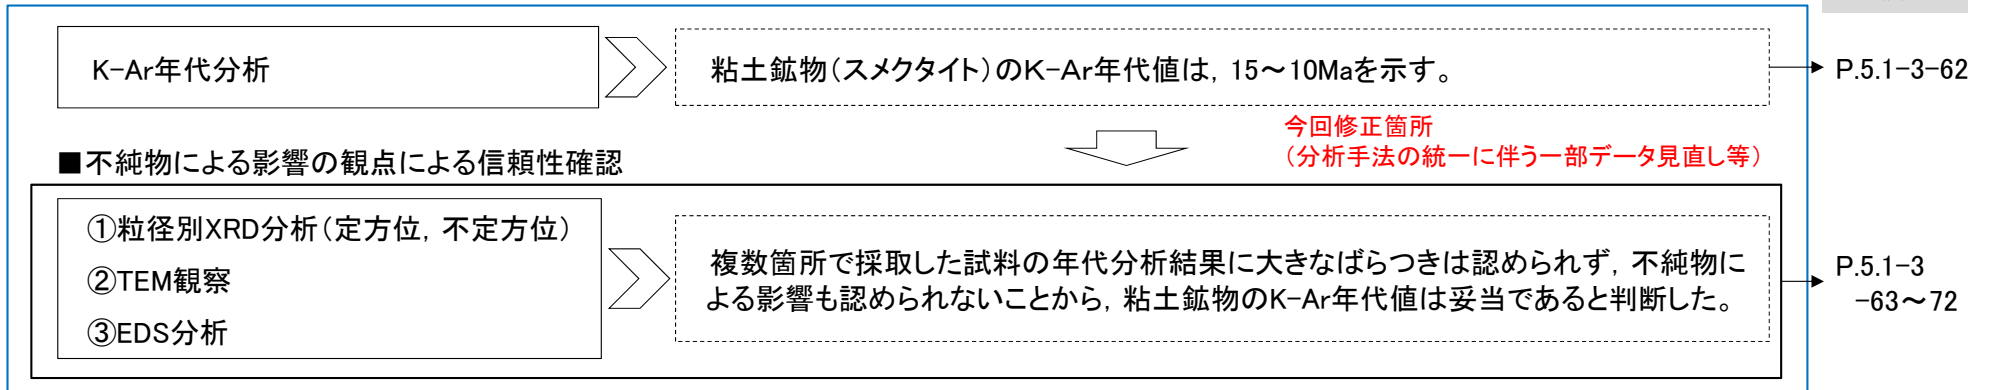 K-Ar年代分析
粘土鉱物(スメクタイト)のK-Ar年代値は，15～10Maを示す。
P.5.1-3-62
今回修正箇所
(分析手法の統一に伴う一部データ見直し等)
■不純物による影響の観点による信頼性確認
①粒径別XRD分析(定方位，不定方位)
②TEM観察
③EDS分析
複数箇所で採取した試料の年代分析結果に大きなばらつきは認められず，不純物に
よる影響も認められないことから，粘土鉱物のK-Ar年代値は妥当であると判断した。
P.5.1-3
-63～72